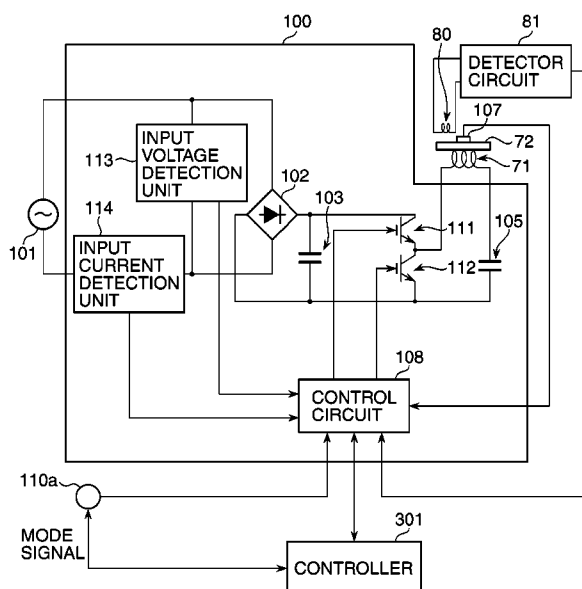 100
81
80
DETECTOR
CIRCUIT
107
72
71
INPUT
VOLTAGE
DETECTION
UNIT
113
102
103
114
101
INPUT
CURRENT
DETECTION
UNIT
111
105
112
108
CONTROL
CIRCUIT
110a
MODE
SIGNAL
301
CONTROLLER